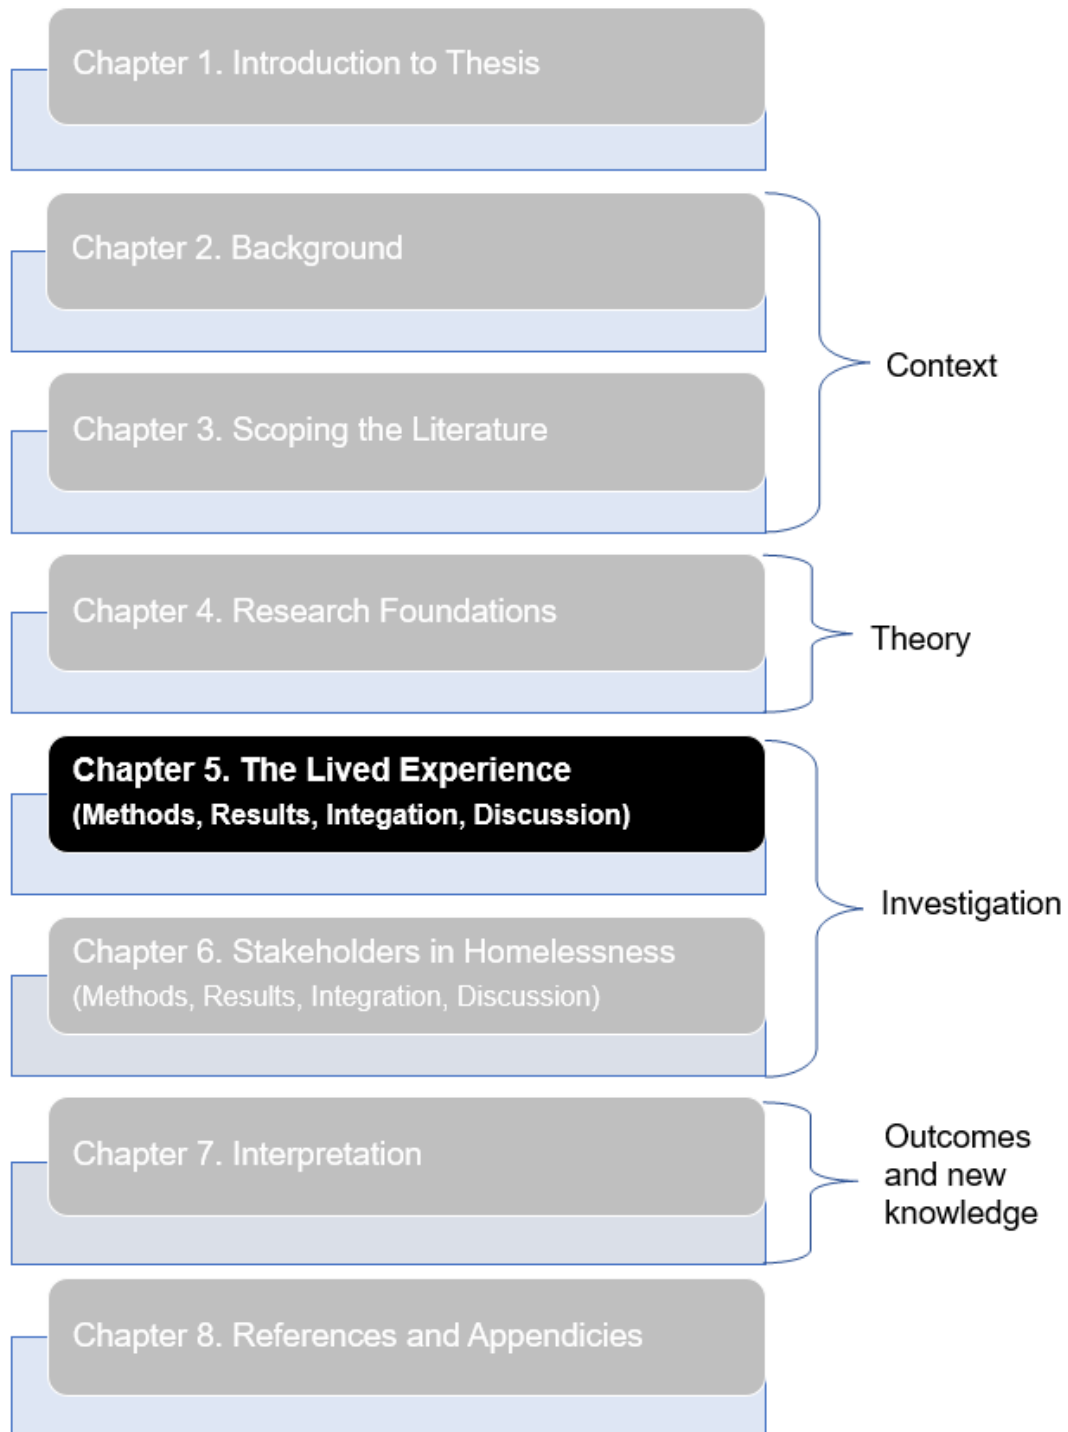 Chapter 1. Introduction to Thesis
Chapter 2. Background
Chapter 3. Scoping the Literature
Context
Chapter 4. Research Foundations
Theory
Chapter 5. The Lived Experience
(Methods, Results, Integation, Discussion)
Investigation
Chapter 6. Stakeholders in Homelessness
(Methods, Results, Integration, Discussion)
Chapter 7. Interpretation
Outcomes
and new
knowledge
Chapter 8. References and Appendicies